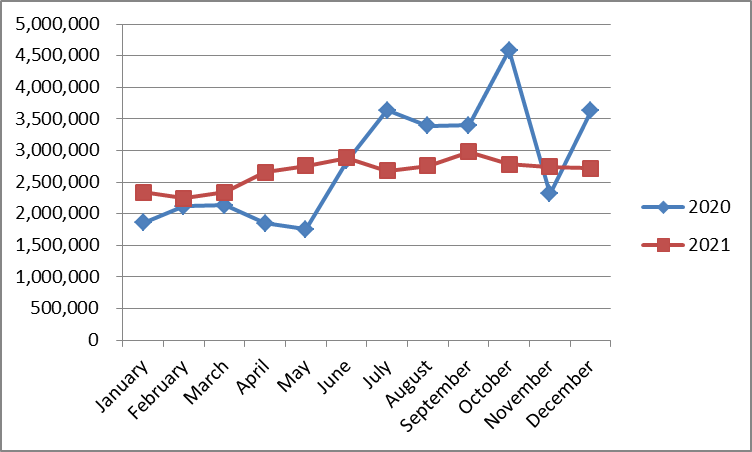 5,000,000
4,500,000
4,000,000
3,500,000
3,000,000
2,500,000
2,000,000
1,500,000
1,000,000
500,000
0
January
February
March
April
May
June
July
August
September
October
November
December
2020
2021